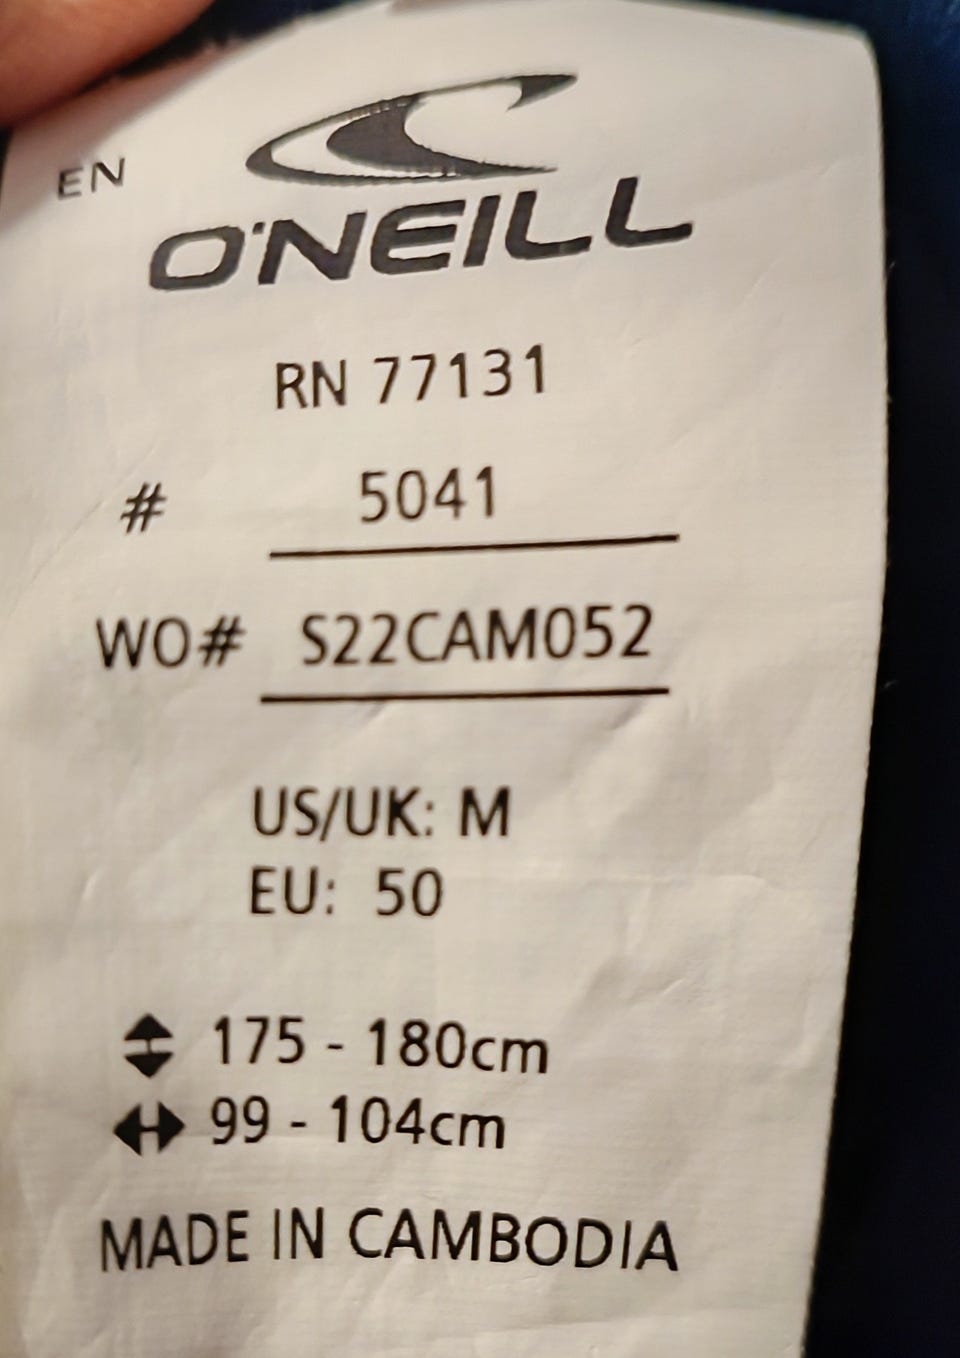 EN
O'NEILL
RN 77131
# 5041
WO# S22CAM052
US/UK: M
EU: 50
175 - 180cm
99 - 104cm
MADE IN CAMBODIA